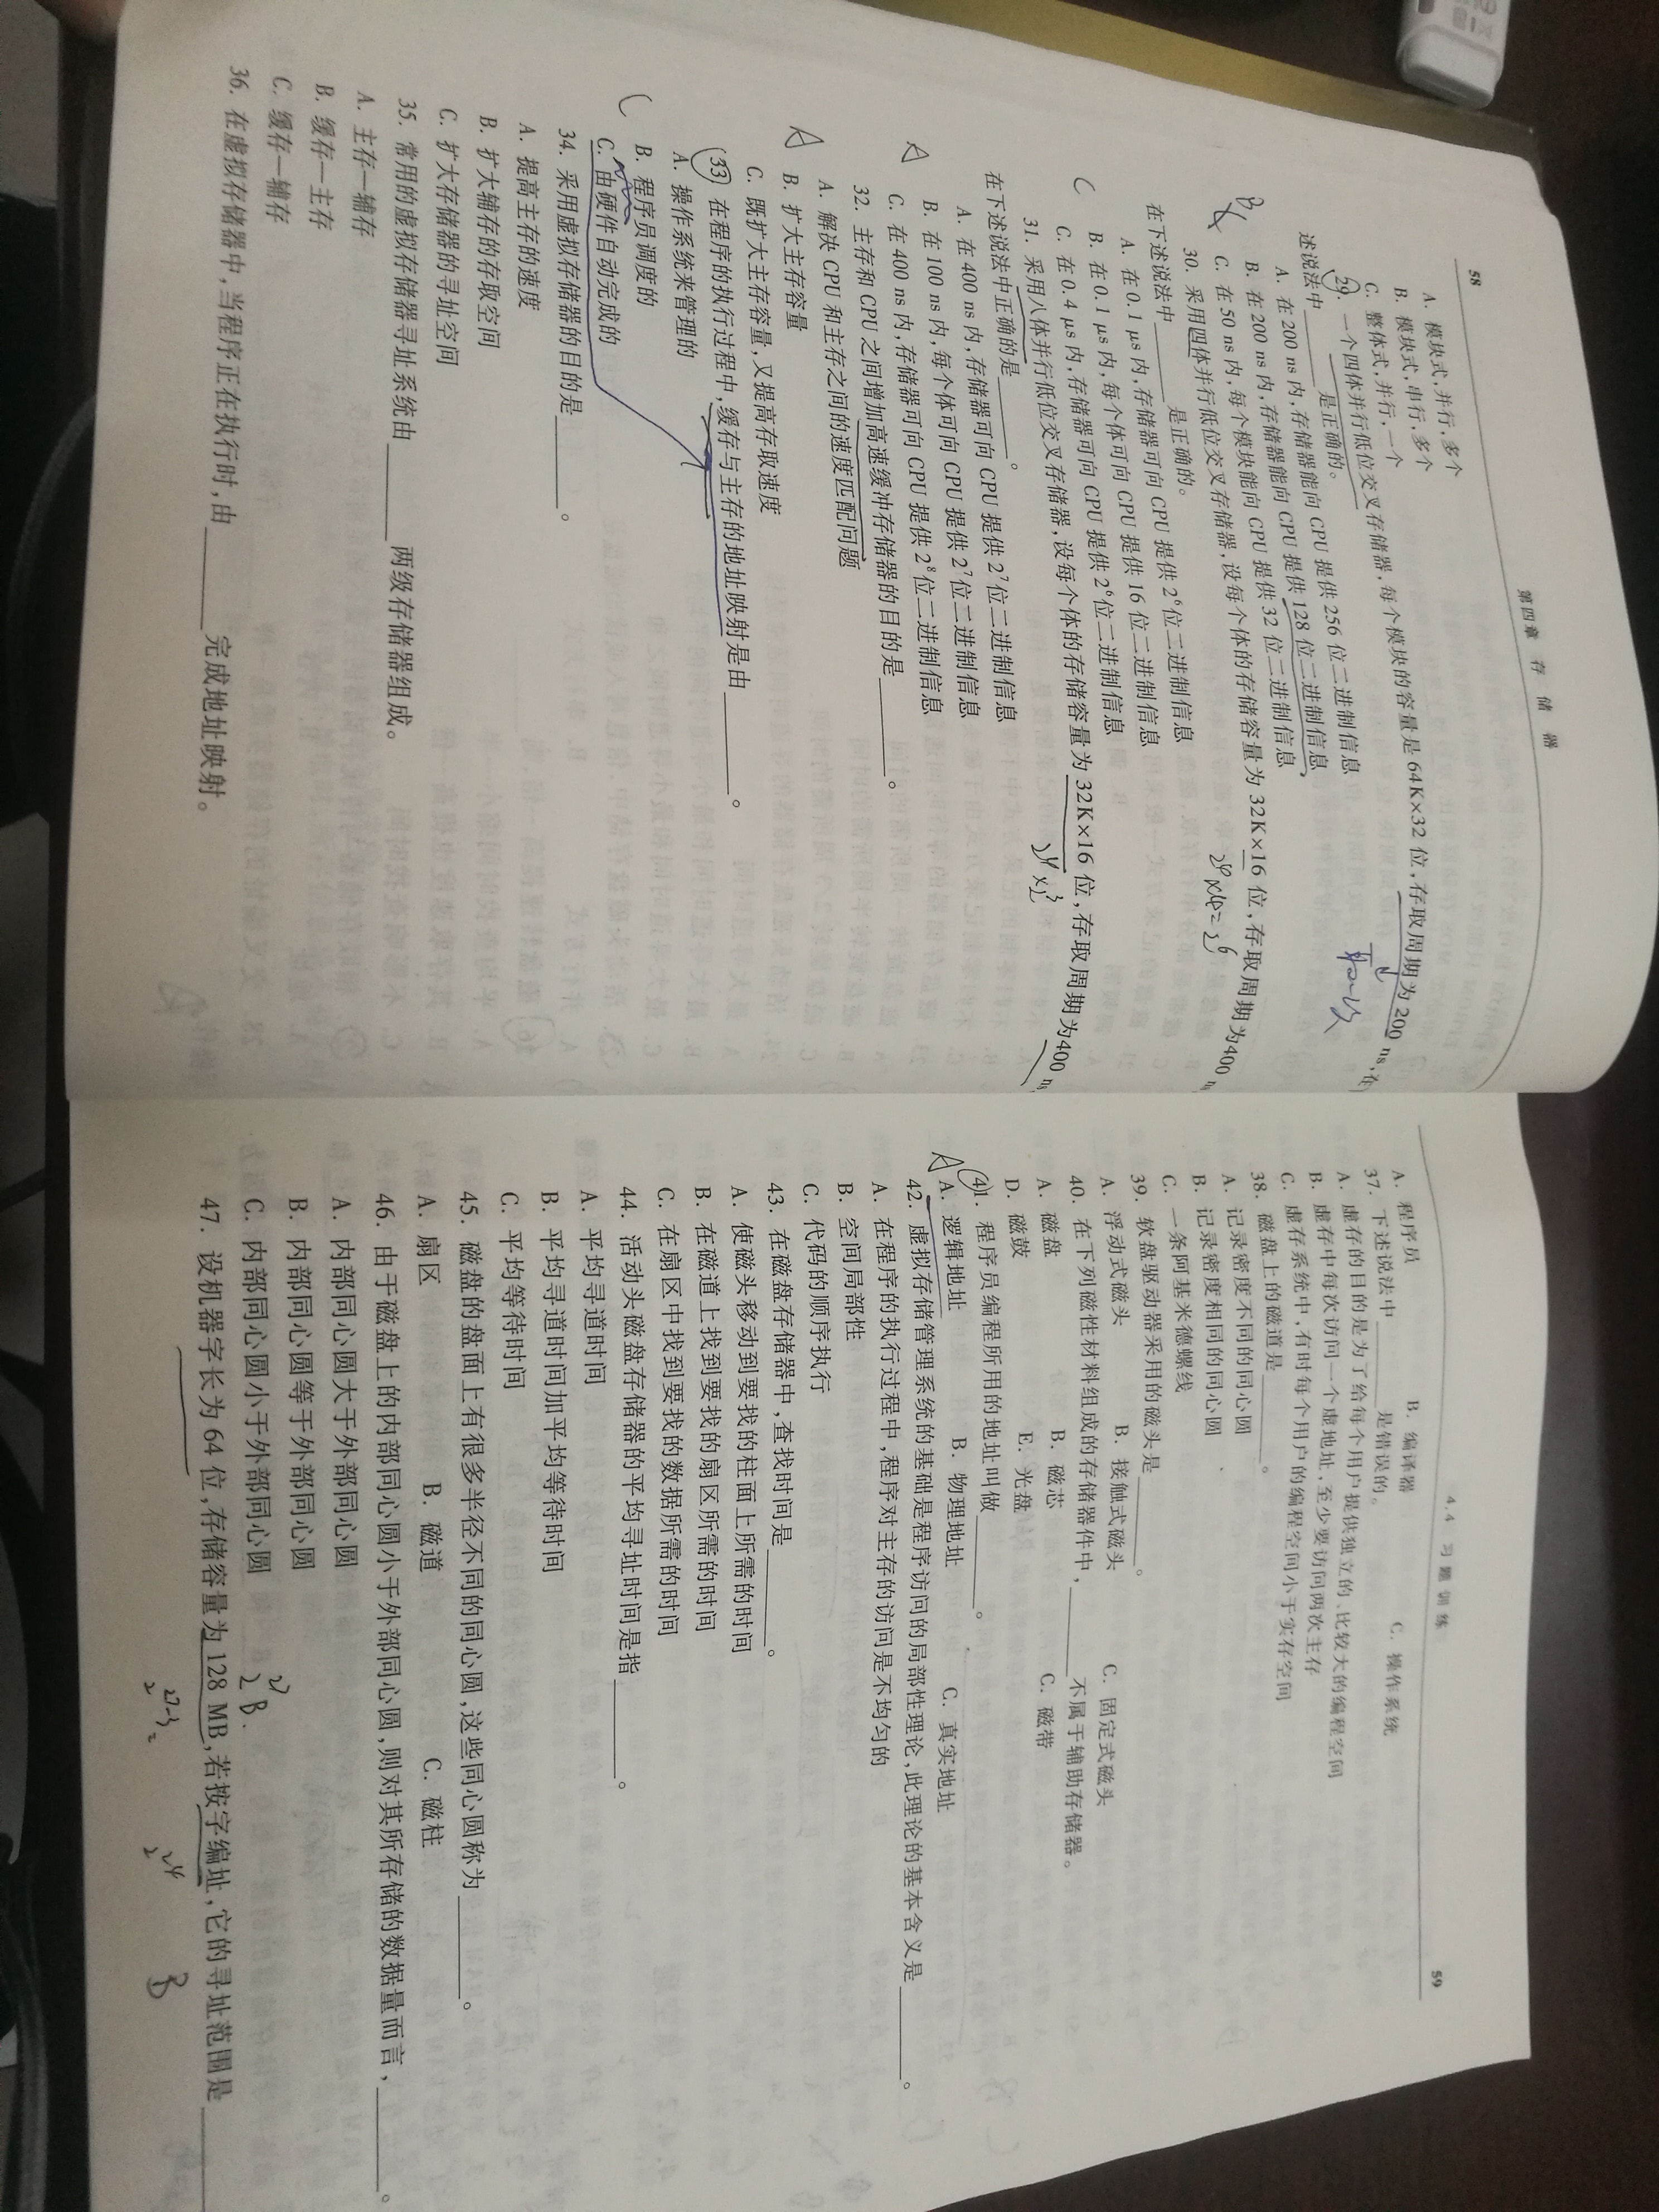 58
第四章 存 储 器
A. 模块式,并行,多个
B. 模块式,串行,多个
C. 整体式,并行,一个
29. 一个四体并行低位交叉存储器,每个模块的容量是 64K×32 位,存取周期为 200 ns,在
述说法中______是正确的。
A. 在 200 ns 内,存储器能向 CPU 提供 256 位二进制信息
B. 在 200 ns 内,存储器能向 CPU 提供 128 位二进制信息
C. 在 50 ns 内,每个模块能向 CPU 提供 32 位二进制信息
30. 采用四体并行低位交叉存储器,设每个体的存储容量为 32K×16 位,存取周期为400 n
在下述说法中______是正确的。
A. 在 0.1 μs 内,存储器可向 CPU 提供 2⁶ 位二进制信息
B. 在 0.1 μs 内,每个体可向 CPU 提供 16 位二进制信息
C. 在 0.4 μs 内,存储器可向 CPU 提供 2⁶ 位二进制信息
C
31. 采用八体并行低位交叉存储器,设每个体的存储容量为 32K×16 位,存取周期为400 n
在下述说法中正确的是______。
A. 在 400 ns 内,存储器可向 CPU 提供 2⁷ 位二进制信息
B. 在 100 ns 内,每个体可向 CPU 提供 2⁷ 位二进制信息
C. 在 400 ns 内,存储器可向 CPU 提供 2⁸ 位二进制信息
A
32. 主存和 CPU 之间增加高速缓冲存储器的目的是______。
A. 解决 CPU 和主存之间的速度匹配问题
B. 扩大主存容量
C. 既扩大主存容量,又提高存取速度
A
33. 在程序的执行过程中,缓存与主存的地址映射是由______。
A. 操作系统来管理的
B. 程序员调度的
C. 由硬件自动完成的
C
34. 采用虚拟存储器的目的是______。
A. 提高主存的速度
B. 扩大辅存的存取空间
C. 扩大存储器的寻址空间
35. 常用的虚拟存储器寻址系统由______两级存储器组成。
A. 主存—辅存
B. 缓存—主存
C. 缓存—辅存
36. 在虚拟存储器中,当程序正在执行时,由______完成地址映射。
4.4 习题训练
59
A. 程序员 B. 编译器 C. 操作系统
37. 下述说法中______是错误的。
A. 虚存的目的是为了给每个用户提供独立的、比较大的编程空间
B. 虚存中每次访问一个虚地址,至少要访问两次主存
C. 虚存系统中,有时每个用户的编程空间小于实存空间
38. 磁盘上的磁道是______。
A. 记录密度不同的同心圆
B. 记录密度相同的同心圆
C. 一条阿基米德螺线
39. 软盘驱动器采用的磁头是______。
A. 浮动式磁头 B. 接触式磁头 C. 固定式磁头
40. 在下列磁性材料组成的存储器件中,______不属于辅助存储器。
A. 磁盘 B. 磁芯 C. 磁带
D. 磁鼓 E. 光盘
41. 程序员编程所用的地址叫做______。
A. 逻辑地址 B. 物理地址 C. 真实地址
A
42. 虚拟存储管理系统的基础是程序访问的局部性理论,此理论的基本含义是______。
A. 在程序的执行过程中,程序对主存的访问是不均匀的
B. 空间局部性
C. 代码的顺序执行
43. 在磁盘存储器中,查找时间是______。
A. 使磁头移动到要找的柱面上所需的时间
B. 在磁道上找到要找的扇区所需的时间
C. 在扇区中找到要找的数据所需的时间
44. 活动头磁盘存储器的平均寻址时间是指______。
A. 平均寻道时间
B. 平均寻道时间加平均等待时间
C. 平均等待时间
45. 磁盘的盘面上有很多半径不同的同心圆,这些同心圆称为______。
A. 扇区 B. 磁道 C. 磁柱
46. 由于磁盘上的内部同心圆小于外部同心圆,则对其所存储的数据量而言,______。
A. 内部同心圆大于外部同心圆
B. 内部同心圆等于外部同心圆
C. 内部同心圆小于外部同心圆
2²⁷ B.
47. 设机器字长为 64 位,存储容量为 128 MB,若按字编址,它的寻址范围是______
2²⁷⁻³ = 2²⁴ B